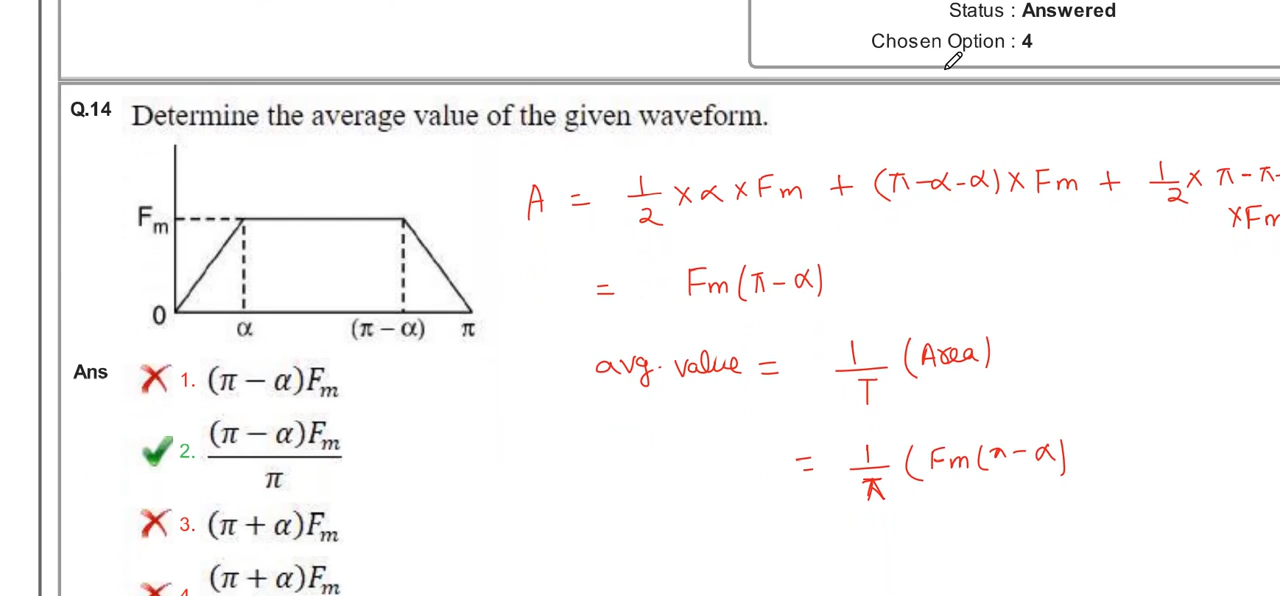 Status : Answered
Chosen Option : 4
Q.14 Determine the average value of the given waveform.
A = 1/2 × α × Fm + (π-α-α) × Fm + 1/2 × π-π-
×Fm
Fm
0
α (π − α) π
= Fm(π-α)
avg. value = 1/T (Area)
= 1/π (Fm(π-α)
Ans
1. (π − α)Fm
2. (π − α)Fm
π
3. (π + α)Fm
(π + α)Fm